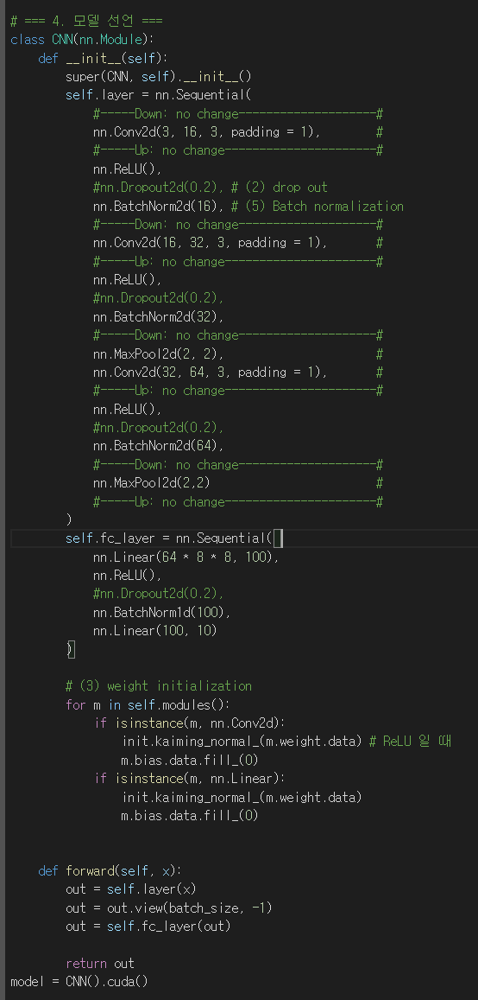 # === 4. 모델 선언 ===
class CNN(nn.Module):
    def __init__(self):
        super(CNN, self).__init__()
        self.layer = nn.Sequential(
            #-----Down: no change--------------------#
            nn.Conv2d(3, 16, 3, padding = 1),        #
            #-----Up: no change----------------------#
            nn.ReLU(),
            #nn.Dropout2d(0.2), # (2) drop out
            nn.BatchNorm2d(16), # (5) Batch normalization
            #-----Down: no change--------------------#
            nn.Conv2d(16, 32, 3, padding = 1),       #
            #-----Up: no change----------------------#
            nn.ReLU(),
            #nn.Dropout2d(0.2),
            nn.BatchNorm2d(32),
            #-----Down: no change--------------------#
            nn.MaxPool2d(2, 2),                      #
            nn.Conv2d(32, 64, 3, padding = 1),       #
            #-----Up: no change----------------------#
            nn.ReLU(),
            #nn.Dropout2d(0.2),
            nn.BatchNorm2d(64),
            #-----Down: no change--------------------#
            nn.MaxPool2d(2,2)                        #
            #-----Up: no change----------------------#
        )
        self.fc_layer = nn.Sequential(
            nn.Linear(64 * 8 * 8, 100),
            nn.ReLU(),
            #nn.Dropout2d(0.2),
            nn.BatchNorm1d(100),
            nn.Linear(100, 10)
        )
        # (3) weight initialization
        for m in self.modules():
            if isinstance(m, nn.Conv2d):
                init.kaiming_normal_(m.weight.data) # ReLU 일 때
                m.bias.data.fill_(0)
            if isinstance(m, nn.Linear):
                init.kaiming_normal_(m.weight.data)
                m.bias.data.fill_(0)
    def forward(self, x):
        out = self.layer(x)
        out = out.view(batch_size, -1)
        out = self.fc_layer(out)
        return out
model = CNN().cuda()